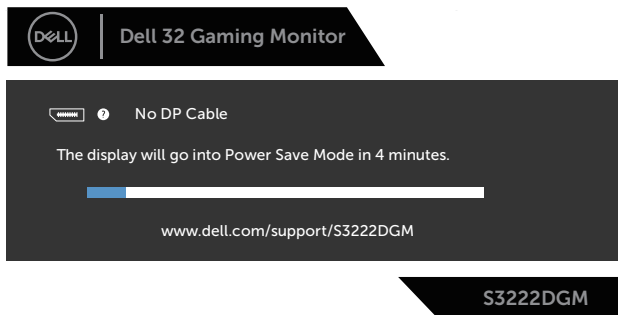 DELL
Dell 32 Gaming Monitor
? No DP Cable
The display will go into Power Save Mode in 4 minutes.
www.dell.com/support/S3222DGM
S3222DGM